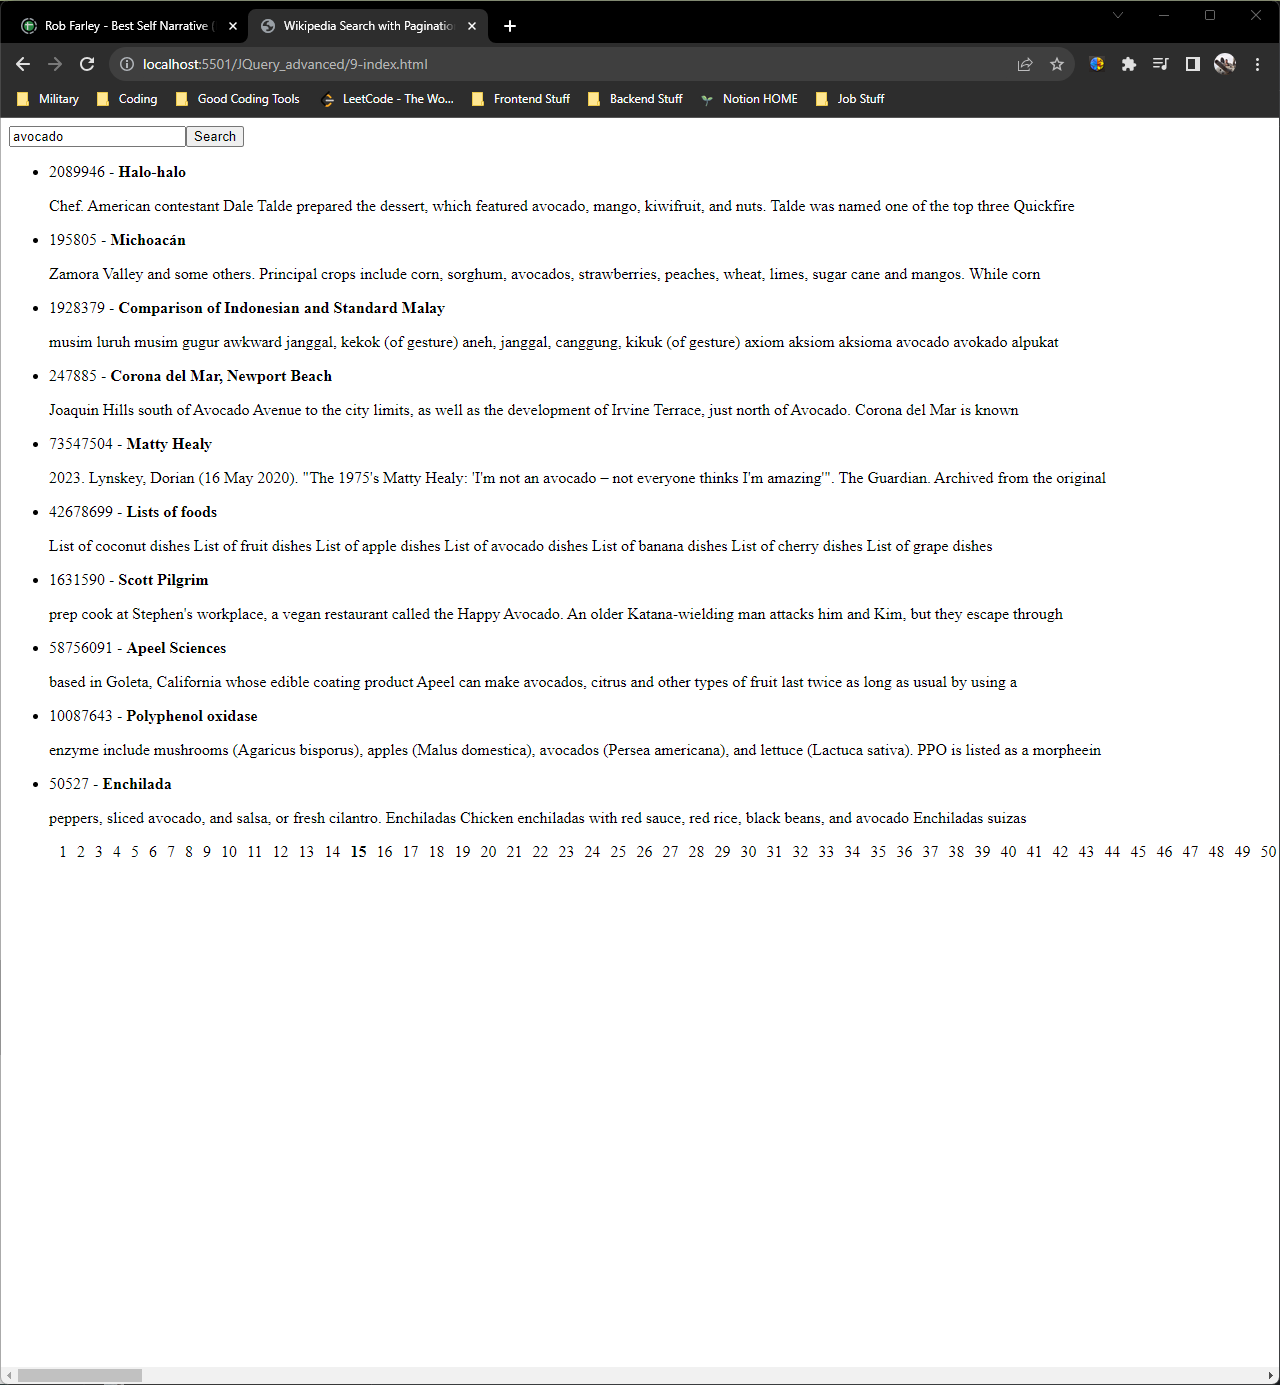 Rob Farley - Best Self Narrative (
Wikipedia Search with Paginatio
localhost:5501/JQuery_advanced/9-index.html
Military Coding Good Coding Tools LeetCode - The Wo... Frontend Stuff Backend Stuff Notion HOME Job Stuff
avocado Search
2089946 - Halo-halo
Chef. American contestant Dale Talde prepared the dessert, which featured avocado, mango, kiwifruit, and nuts. Talde was named one of the top three Quickfire
195805 - Michoacán
Zamora Valley and some others. Principal crops include corn, sorghum, avocados, strawberries, peaches, wheat, limes, sugar cane and mangos. While corn
1928379 - Comparison of Indonesian and Standard Malay
musim luruh musim gugur awkward janggal, kekok (of gesture) aneh, janggal, canggung, kikuk (of gesture) axiom aksiom aksioma avocado avokado alpukat
247885 - Corona del Mar, Newport Beach
Joaquin Hills south of Avocado Avenue to the city limits, as well as the development of Irvine Terrace, just north of Avocado. Corona del Mar is known
73547504 - Matty Healy
2023. Lynskey, Dorian (16 May 2020). "The 1975's Matty Healy: 'I'm not an avocado – not everyone thinks I'm amazing'". The Guardian. Archived from the original
42678699 - Lists of foods
List of coconut dishes List of fruit dishes List of apple dishes List of avocado dishes List of banana dishes List of cherry dishes List of grape dishes
1631590 - Scott Pilgrim
prep cook at Stephen's workplace, a vegan restaurant called the Happy Avocado. An older Katana-wielding man attacks him and Kim, but they escape through
58756091 - Apeel Sciences
based in Goleta, California whose edible coating product Apeel can make avocados, citrus and other types of fruit last twice as long as usual by using a
10087643 - Polyphenol oxidase
enzyme include mushrooms (Agaricus bisporus), apples (Malus domestica), avocados (Persea americana), and lettuce (Lactuca sativa). PPO is listed as a morpheein
50527 - Enchilada
peppers, sliced avocado, and salsa, or fresh cilantro. Enchiladas Chicken enchiladas with red sauce, red rice, black beans, and avocado Enchiladas suizas
1 2 3 4 5 6 7 8 9 10 11 12 13 14 15 16 17 18 19 20 21 22 23 24 25 26 27 28 29 30 31 32 33 34 35 36 37 38 39 40 41 42 43 44 45 46 47 48 49 50